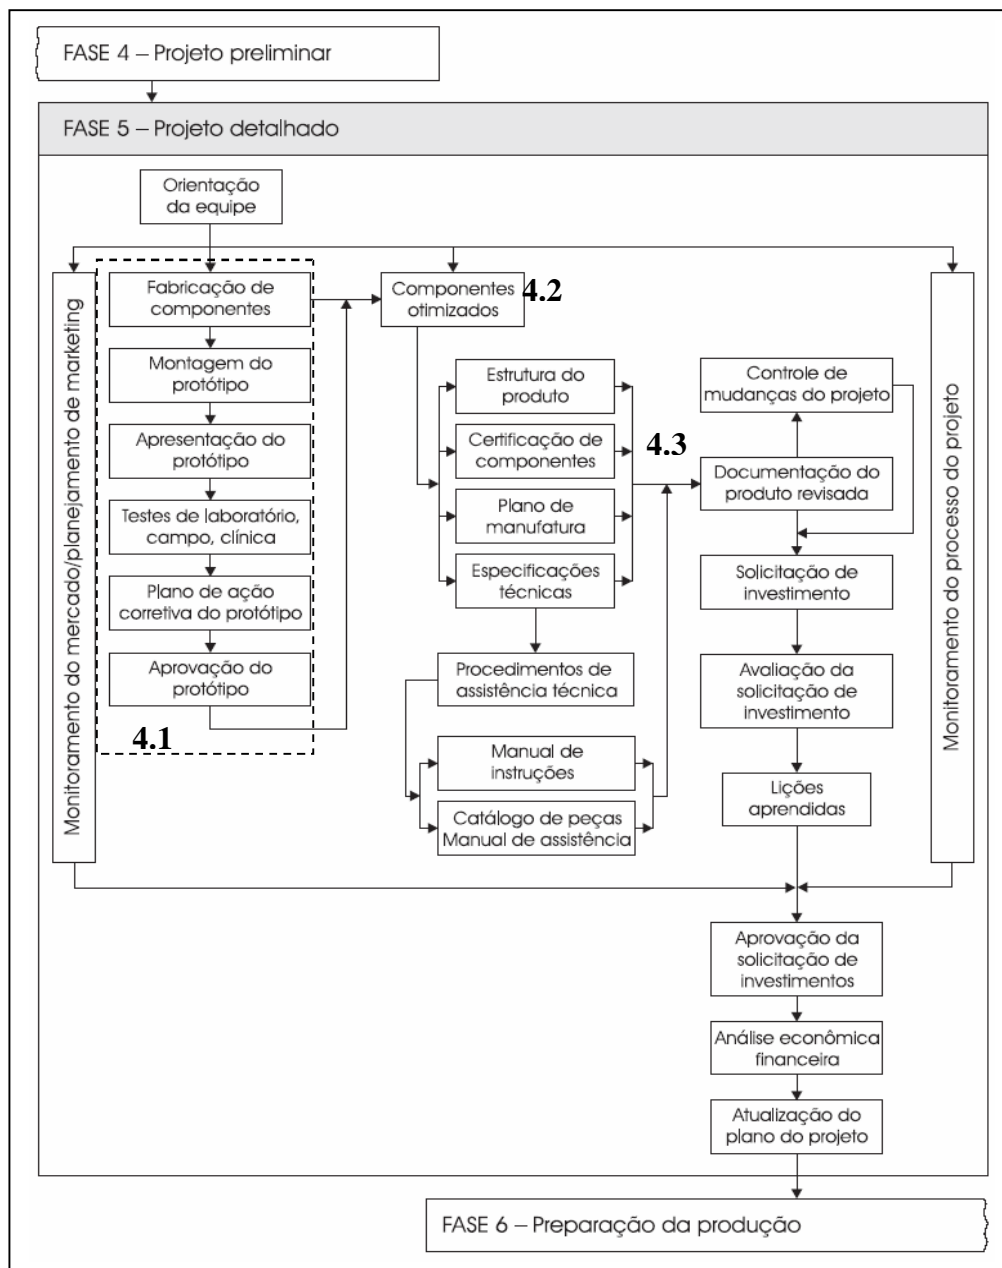 FASE 4 – Projeto preliminar
FASE 5 – Projeto detalhado
Orientação
da equipe
Monitoramento do mercado/planejamento de marketing
Fabricação de
componentes
Montagem do
protótipo
Apresentação do
protótipo
Testes de laboratório,
campo, clínica
Plano de ação
corretiva do protótipo
Aprovação do
protótipo
4.1
Componentes
otimizados
4.2
Estrutura do
produto
Certificação de
componentes
Plano de
manufatura
Especificações
técnicas
4.3
Procedimentos de
assistência técnica
Manual de
instruções
Catálogo de peças
Manual de assistência
Controle de
mudanças do projeto
Documentação do
produto revisada
Solicitação de
investimento
Avaliação da
solicitação de
investimento
Lições
aprendidas
Monitoramento do processo do projeto
Aprovação da
solicitação de
investimentos
Análise econômica
financeira
Atualização do
plano do projeto
FASE 6 – Preparação da produção